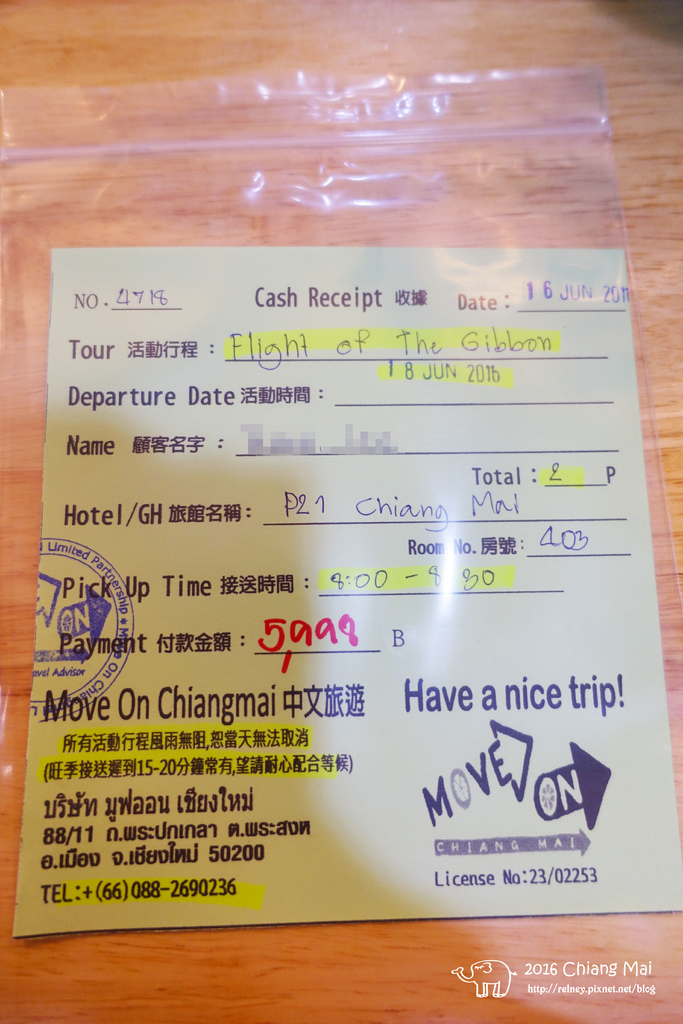 NO. 4718 Cash Receipt 收據 Date: 16 JUN 201
Tour 活動行程 : Flight of The Gibbon
18 JUN 2016
Departure Date 活動時間 :
Name 顧客名字 :
Total : 2 P
Hotel/GH 旅館名稱 : P21 Chiang Mai
Room No. 房號 : 403
Pick Up Time 接送時間 : 8:00 - 8:30
Payment 付款金額 : 5,998 B
Limited Partnership
ON
avel Advisor
Move On Chiangmai 中文旅遊
Have a nice trip!
所有活動行程風雨無阻,恕當天無法取消
(旺季接送遲到15-20分鐘常有,望請耐心配合等候)
บริษัท มูฟออน เชียงใหม่
88/11 ถ.พระปกเกลา ต.พระสงห
อ.เมือง จ.เชียงใหม่ 50200
TEL:+(66)088-2690236
MOVE ON
CHIANG MAI
License No:23/02253
2016 Chiang Mai
http://relney.pixnet.net/blog